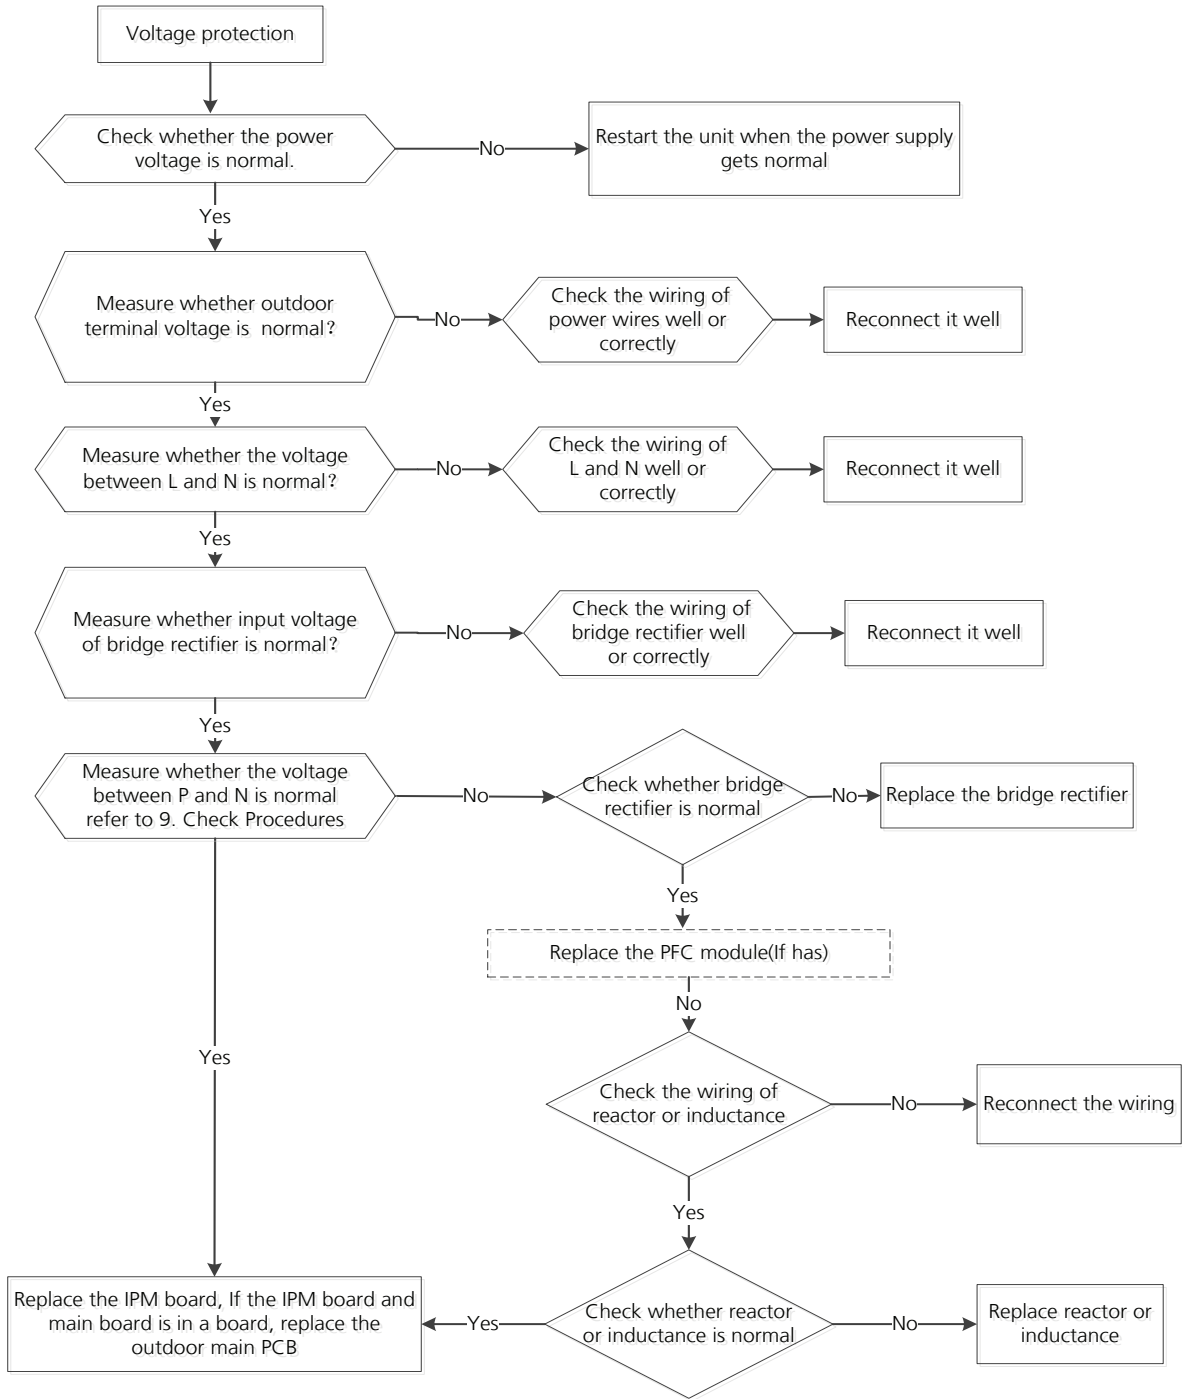 Voltage protection
Check whether the power
voltage is normal.
No
Restart the unit when the power supply
gets normal
Yes
Measure whether outdoor
terminal voltage is normal?
No
Check the wiring of
power wires well or
correctly
Reconnect it well
Yes
Measure whether the voltage
between L and N is normal?
No
Check the wiring of
L and N well or
correctly
Reconnect it well
Yes
Measure whether input voltage
of bridge rectifier is normal?
No
Check the wiring of
bridge rectifier well
or correctly
Reconnect it well
Yes
Measure whether the voltage
between P and N is normal
refer to 9. Check Procedures
No
Check whether bridge
rectifier is normal
No
Replace the bridge rectifier
Yes
Replace the PFC module(If has)
No
Check the wiring of
reactor or inductance
No
Reconnect the wiring
Yes
Yes
Check whether reactor
or inductance is normal
No
Replace reactor or
inductance
Yes
Replace the IPM board, If the IPM board and
main board is in a board, replace the
outdoor main PCB